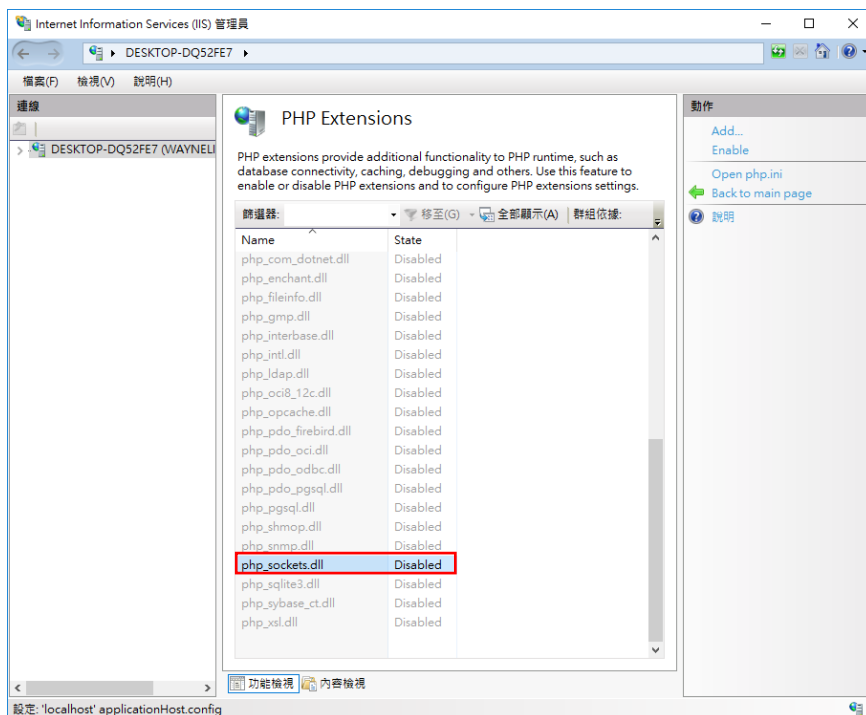 Internet Information Services (IIS) 管理員
DESKTOP-DQ52FE7
檔案(F) 檢視(V) 說明(H)
連線
DESKTOP-DQ52FE7 (WAYNELI
PHP Extensions
PHP extensions provide additional functionality to PHP runtime, such as
database connectivity, caching, debugging and others. Use this feature to
enable or disable PHP extensions and to configure PHP extensions settings.
篩選器: 移至(G) 全部顯示(A) 群組依據:
Name State
php_com_dotnet.dll Disabled
php_enchant.dll Disabled
php_fileinfo.dll Disabled
php_gmp.dll Disabled
php_interbase.dll Disabled
php_intl.dll Disabled
php_ldap.dll Disabled
php_oci8_12c.dll Disabled
php_opcache.dll Disabled
php_pdo_firebird.dll Disabled
php_pdo_oci.dll Disabled
php_pdo_odbc.dll Disabled
php_pdo_pgsql.dll Disabled
php_pgsql.dll Disabled
php_shmop.dll Disabled
php_snmp.dll Disabled
php_sockets.dll Disabled
php_sqlite3.dll Disabled
php_sybase_ct.dll Disabled
php_xsl.dll Disabled
功能檢視 內容檢視
動作
Add...
Enable
Open php.ini
Back to main page
說明
設定: 'localhost' applicationHost.config